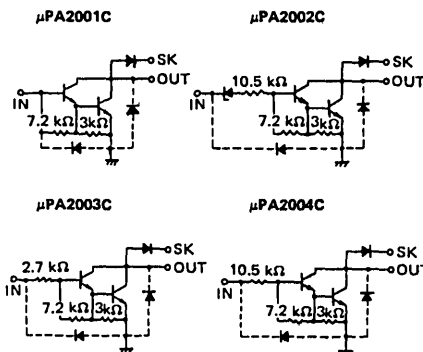 μPA2001C
SK
OUT
IN
7.2 kΩ
3kΩ
μPA2002C
SK
OUT
10.5 kΩ
IN
7.2 kΩ
3kΩ
μPA2003C
SK
2.7 kΩ
OUT
IN
7.2 kΩ
3kΩ
μPA2004C
SK
10.5 kΩ
OUT
IN
7.2 kΩ
3kΩ